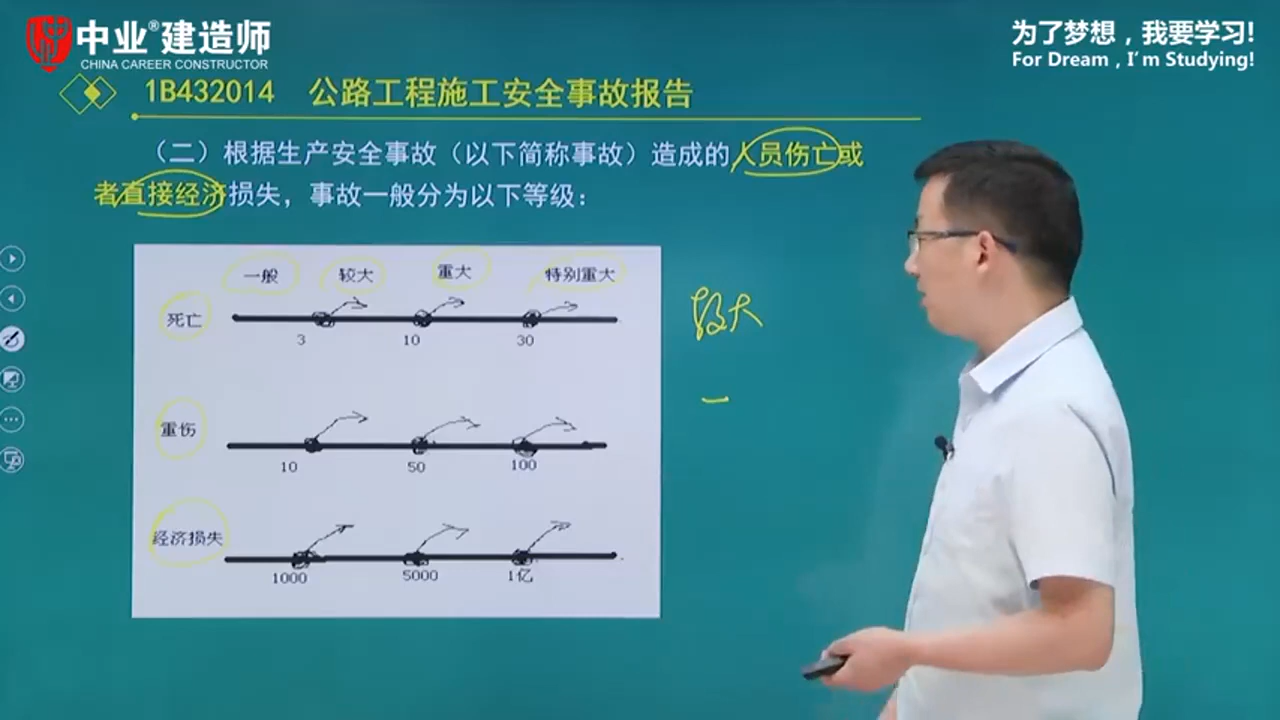 中业®建造师
CHINA CAREER CONSTRUCTOR
为了梦想，我要学习!
For Dream , I'm Studying!
1B432014 公路工程施工安全事故报告
（二）根据生产安全事故（以下简称事故）造成的人员伤亡或
者直接经济损失，事故一般分为以下等级：
一般 较大 重大 特别重大
死亡
3 10 30
较大
重伤
10 50 100
一
经济损失
1000 5000 1亿